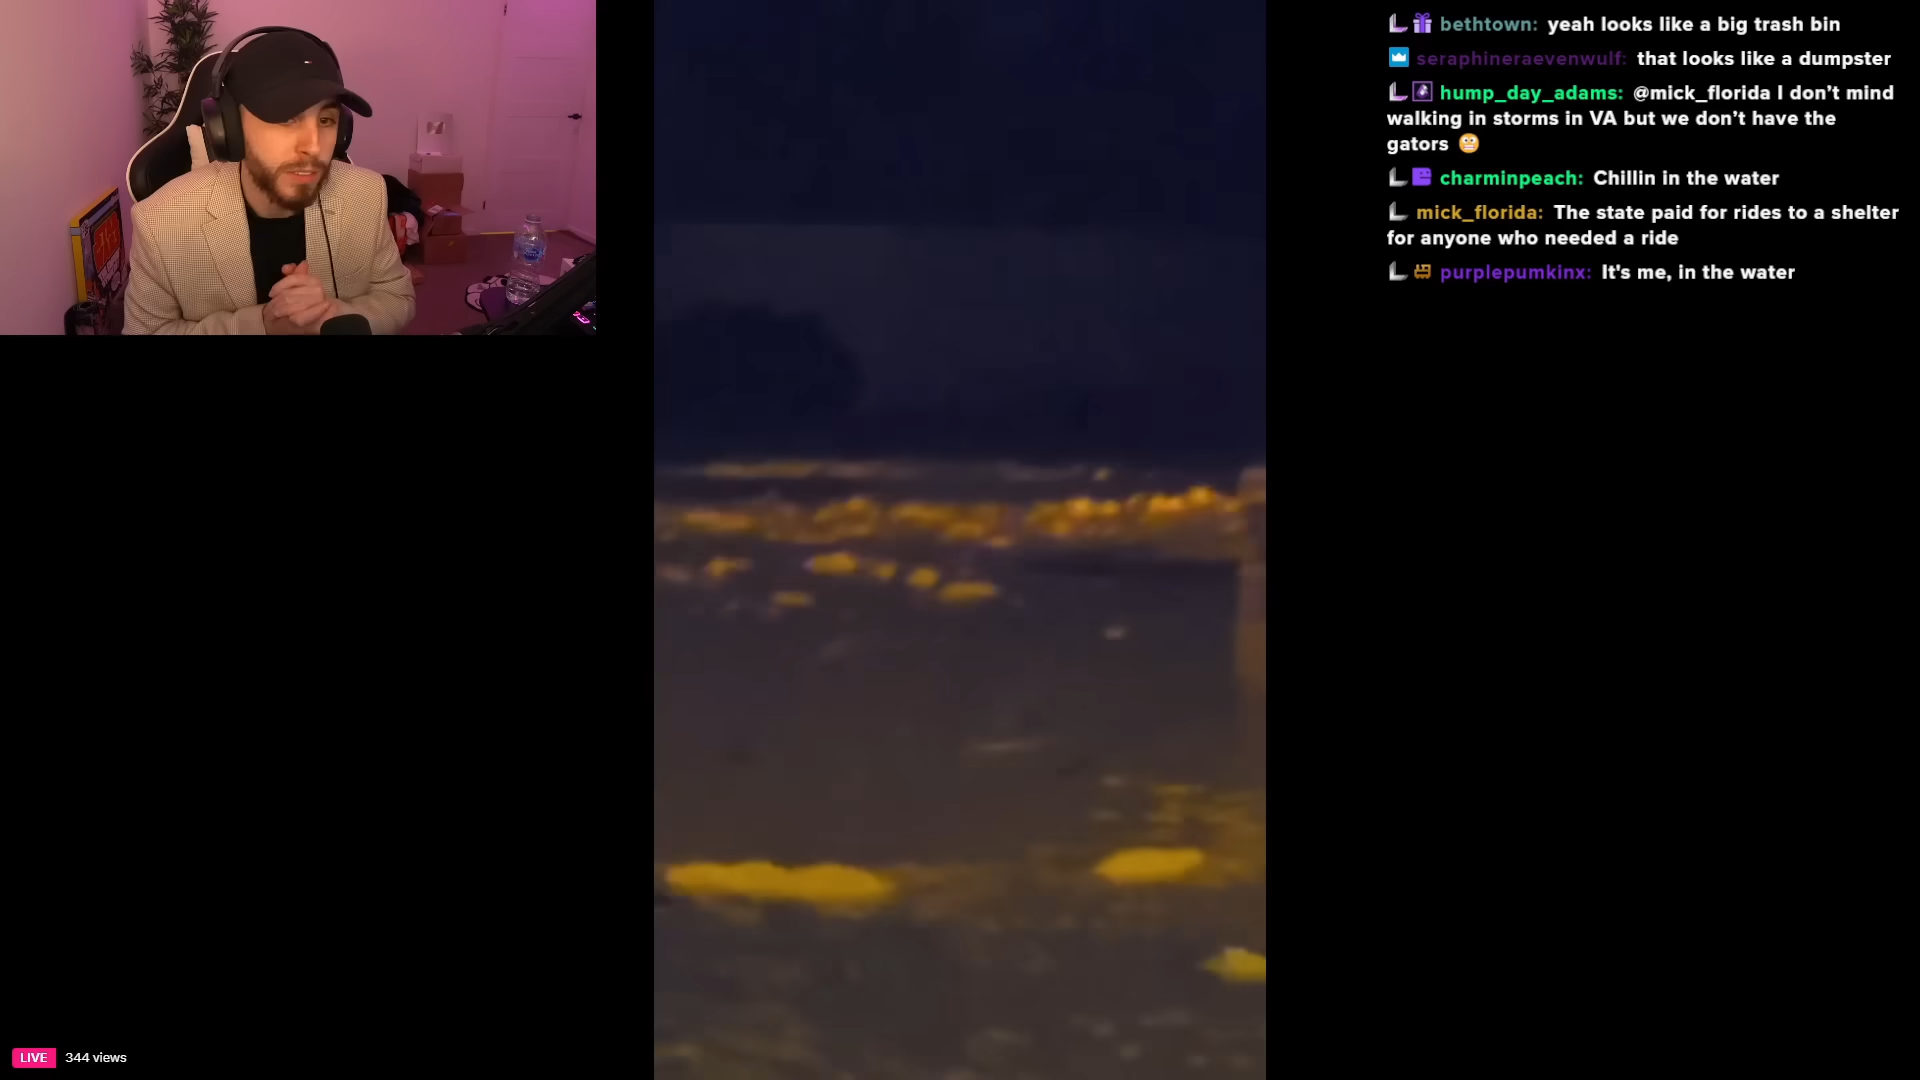 bethtown: yeah looks like a big trash bin
seraphineraevenwulf: that looks like a dumpster
hump_day_adams: @mick_florida I don’t mind
walking in storms in VA but we don’t have the
gators 😬
charminpeach: Chillin in the water
mick_florida: The state paid for rides to a shelter
for anyone who needed a ride
purplepumkinx: It's me, in the water
LIVE 344 views